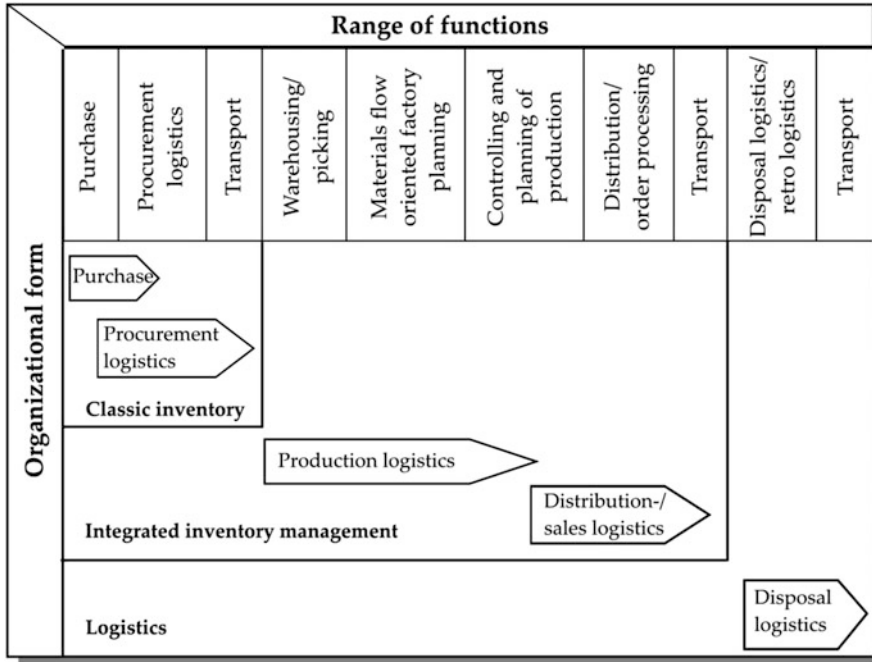 Range of functions
Organizational form
Purchase
Procurement
logistics
Transport
Warehousing/
picking
Materials flow
oriented factory
planning
Controlling and
planning of
production
Distribution/
order processing
Transport
Disposal logistics/
retro logistics
Transport
Purchase
Procurement
logistics
Classic inventory
Production logistics
Distribution-/
sales logistics
Integrated inventory management
Disposal
logistics
Logistics